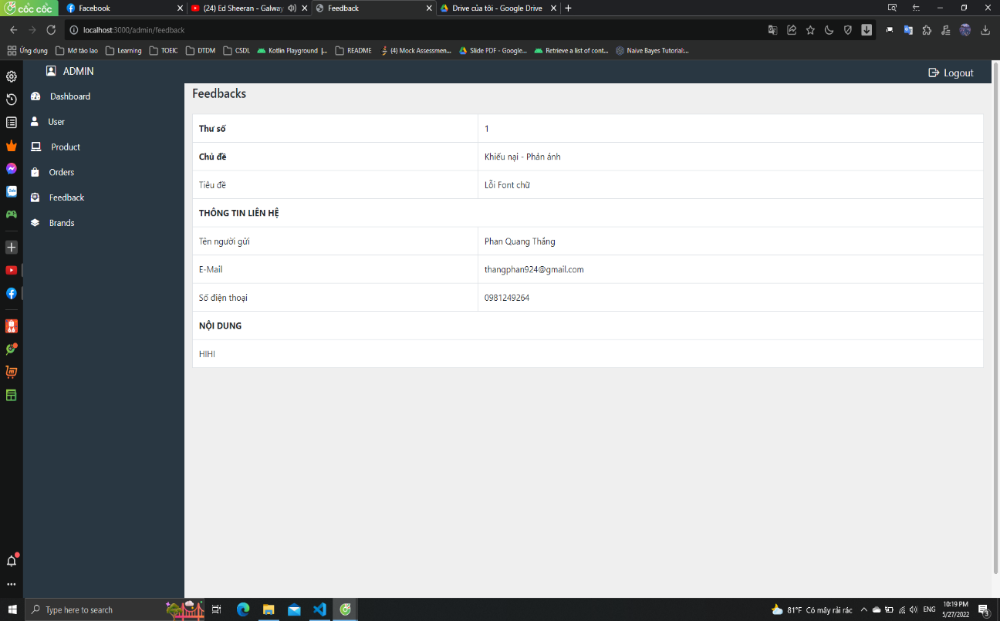 cốc cốc
Facebook
(24) Ed Sheeran - Galway
Feedback
Drive của tôi - Google Drive
localhost:3000/admin/feedback
Ứng dụng
Mớ tào lao
Learning
TOEIC
DTDM
CSDL
Kotlin Playground |...
README
(4) Mock Assessmen...
Slide PDF - Google...
Retrieve a list of cont...
Naive Bayes Tutorial:...
ADMIN
Logout
Dashboard
User
Product
Orders
Feedback
Brands
Feedbacks
Thư số 1
Chủ đề Khiếu nại - Phản ánh
Tiêu đề Lỗi Font chữ
THÔNG TIN LIÊN HỆ
Tên người gửi Phan Quang Thắng
E-Mail thangphan924@gmail.com
Số điện thoại 0981249264
NỘI DUNG
HIHI
Zalo
Type here to search
81°F Có mây rải rác
ENG
10:19 PM
5/27/2022
3